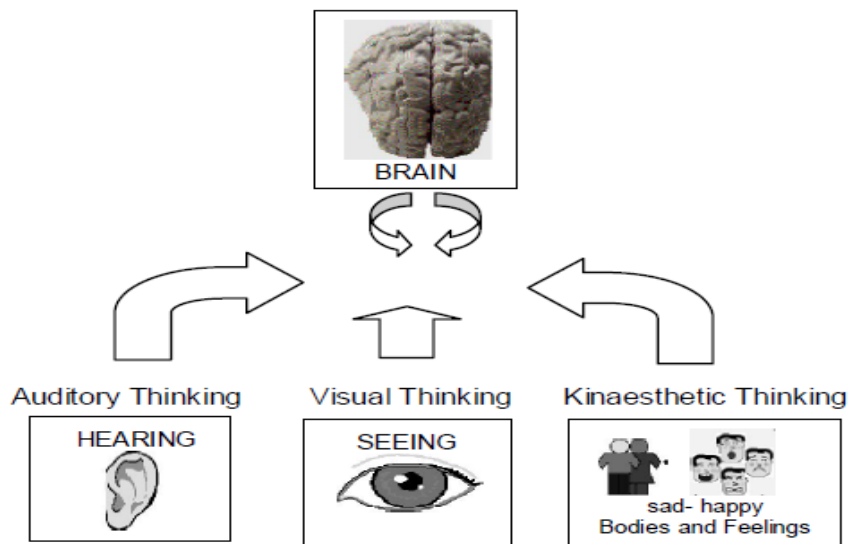 BRAIN
Auditory Thinking
Visual Thinking
Kinaesthetic Thinking
HEARING
SEEING
sad- happy
Bodies and Feelings